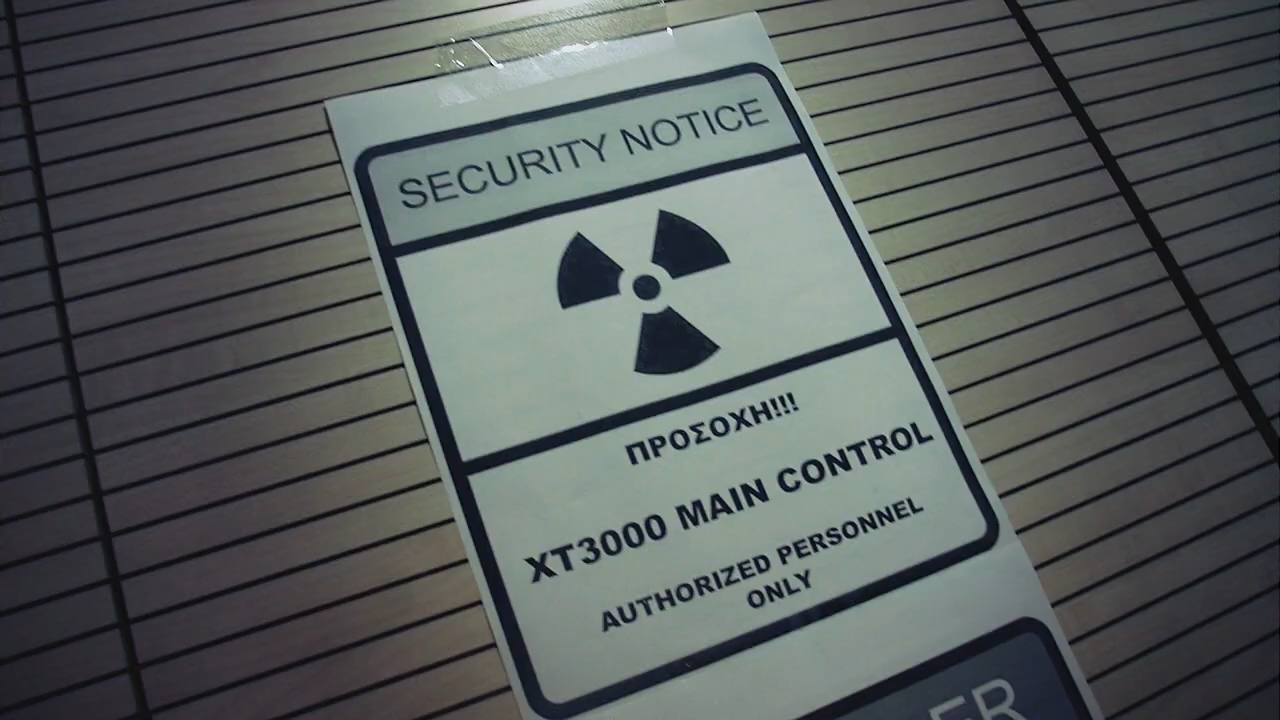 SECURITY NOTICE
ΠΡΟΣΟΧΗ!!!
XT3000 MAIN CONTROL
AUTHORIZED PERSONNEL
ONLY